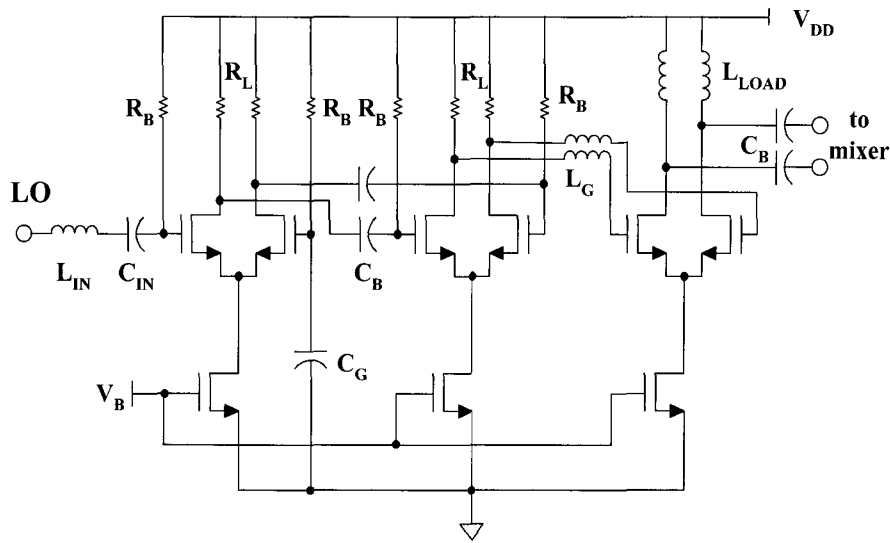 V_DD
R_L
R_L
L_LOAD
R_B
R_B
R_B
R_B
C_B
to
mixer
L_G
LO
L_IN
C_IN
C_B
C_G
V_B